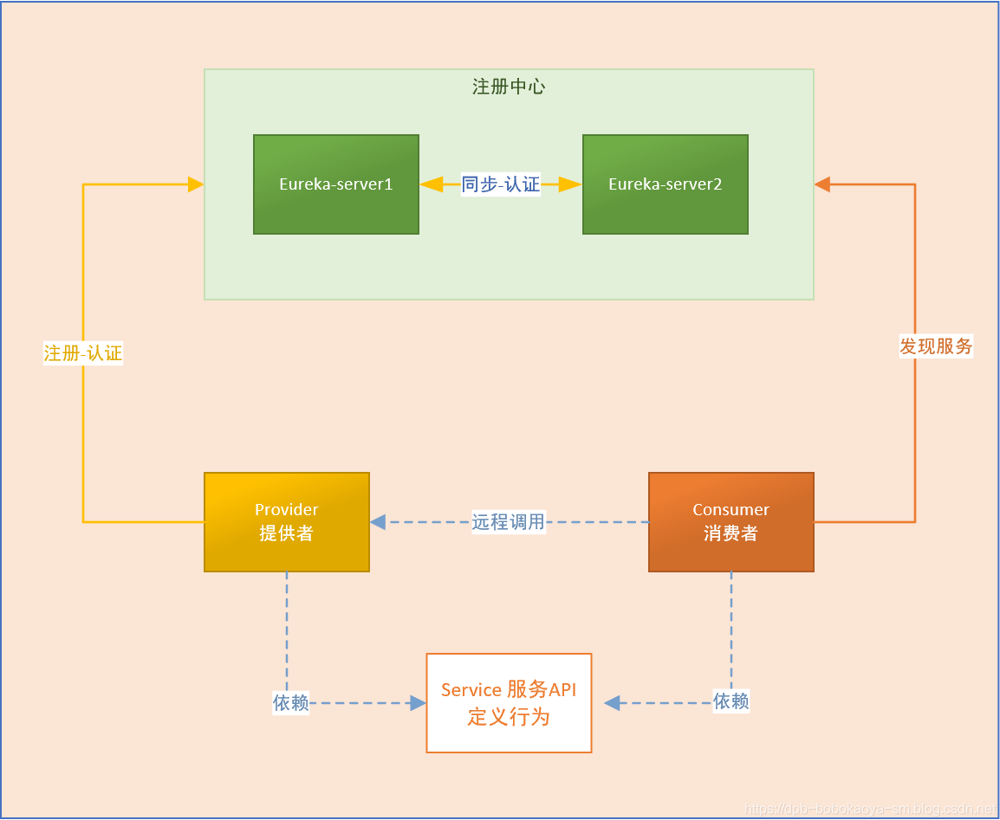 注册中心
Eureka-server1
同步-认证
Eureka-server2
注册-认证
发现服务
Provider
提供者
远程调用
Consumer
消费者
Service 服务API
定义行为
依赖
依赖
https://dpb-bobokaoya-sm.blog.csdn.net